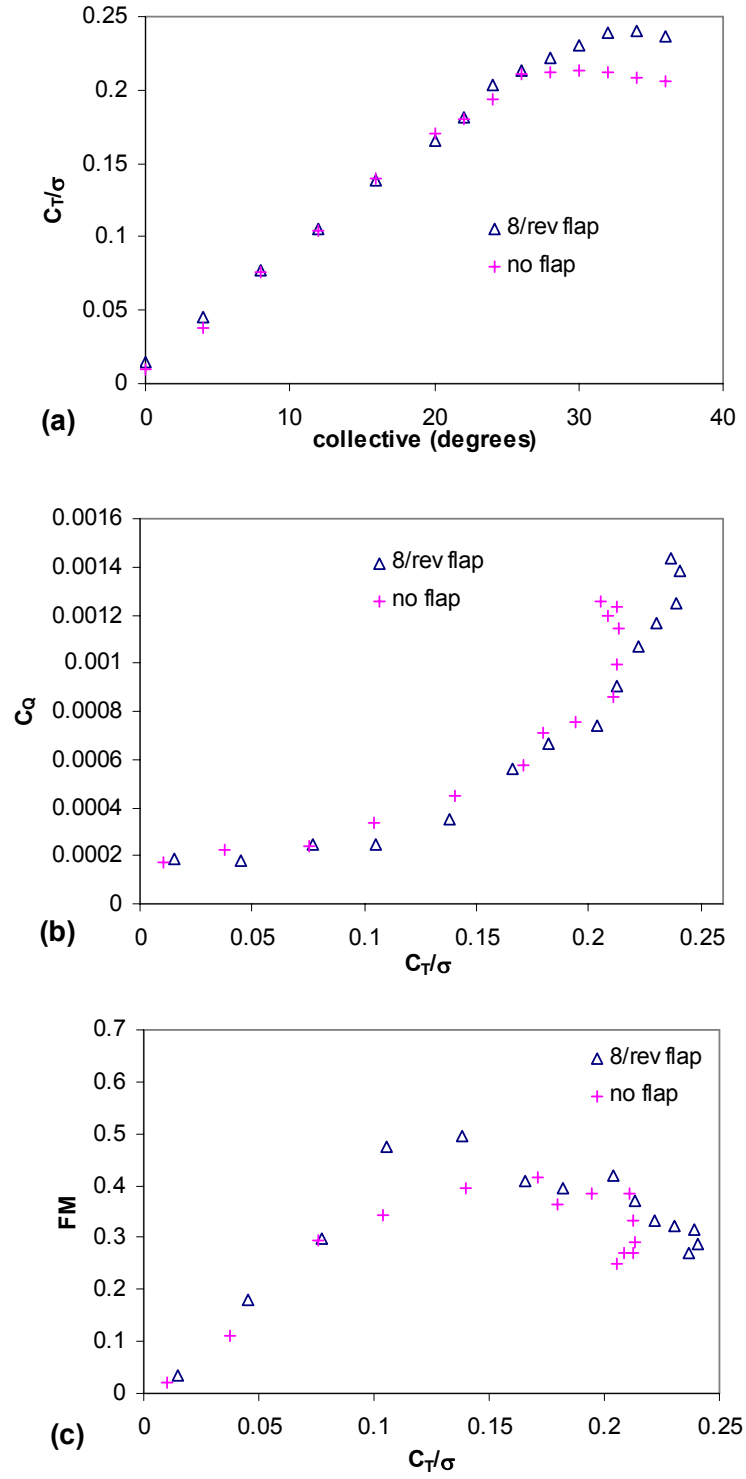 0.25
0.2
0.15
0.1
0.05
0
C_T/σ
8/rev flap
no flap
0 10 20 30 40
(a) collective (degrees)
0.0016
0.0014
0.0012
0.001
0.0008
0.0006
0.0004
0.0002
0
C_Q
8/rev flap
no flap
0 0.05 0.1 0.15 0.2 0.25
(b) C_T/σ
0.7
0.6
0.5
0.4
0.3
0.2
0.1
0
FM
8/rev flap
no flap
0 0.05 0.1 0.15 0.2 0.25
(c) C_T/σ